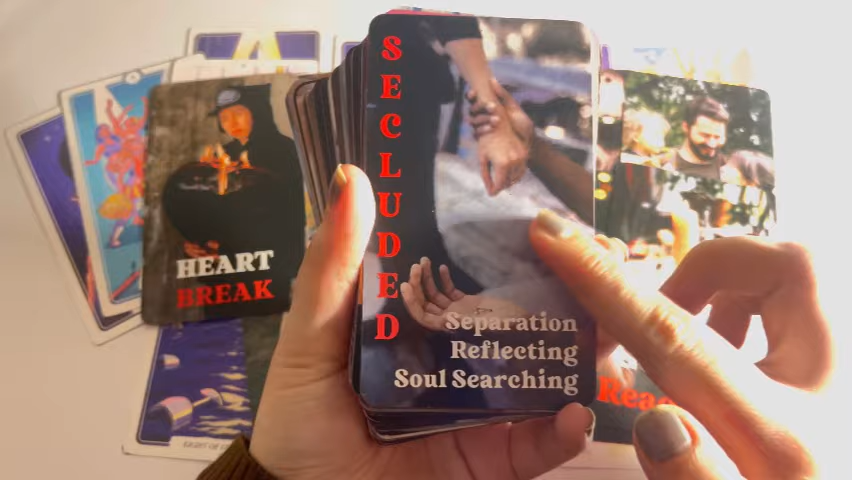 SECLUDED
Separation
Reflecting
Soul Searching
HEART
BREAK